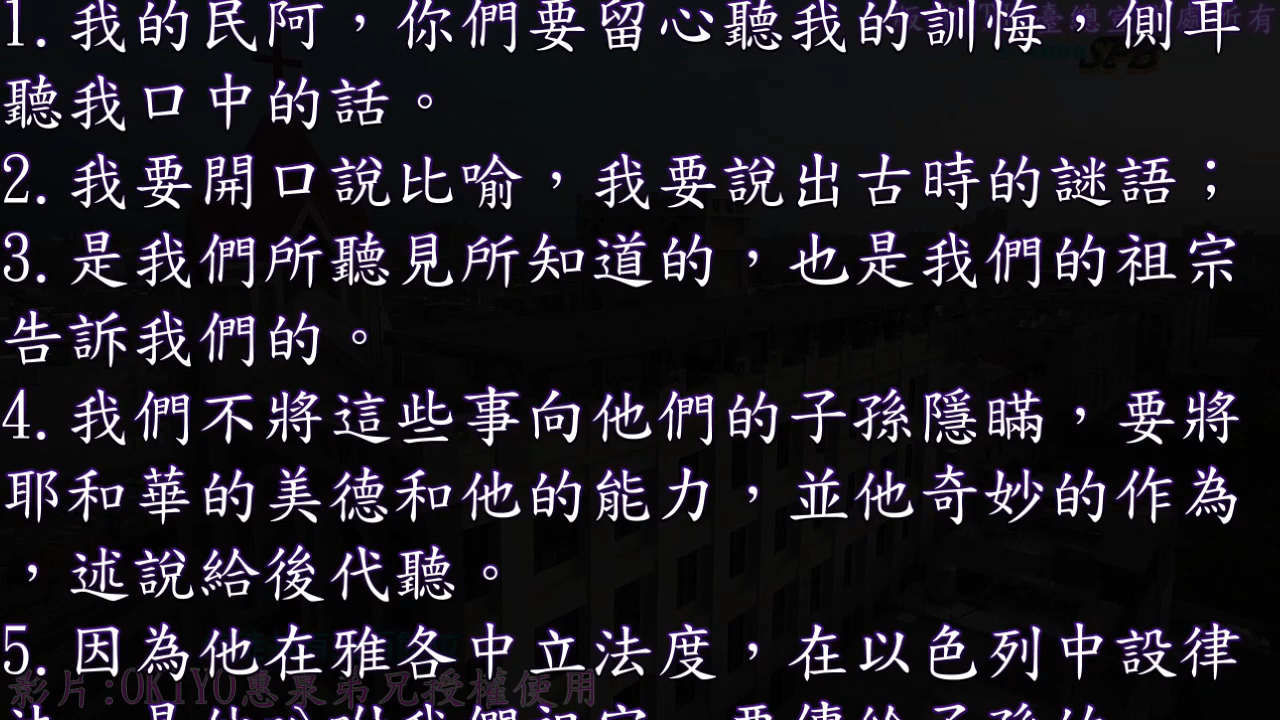 1.我的民阿，你們要留心聽我的訓悔，側耳
聽我口中的話。
2.我要開口說比喻，我要說出古時的謎語；
3.是我們所聽見所知道的，也是我們的祖宗
告訴我們的。
4.我們不將這些事向他們的子孫隱瞞，要將
耶和華的美德和他的能力，並他奇妙的作為
，述說給後代聽。
5.因為他在雅各中立法度，在以色列中設律
影片:OKIYO惠泉弟兄授權使用
SPB